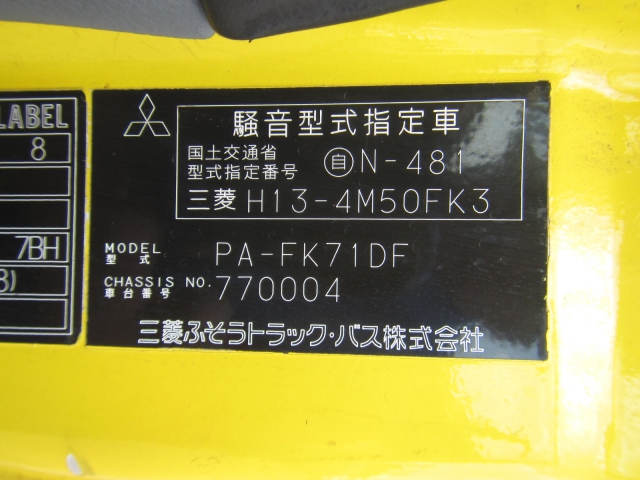 LABEL
8
7BH
8)
騒音型式指定車
国土交通省
型式指定番号 自N-481
三菱 H13-4M50FK3
MODEL
型式 PA-FK71DF
CHASSIS NO.
車台番号 770004
三菱ふそうトラック・バス株式会社